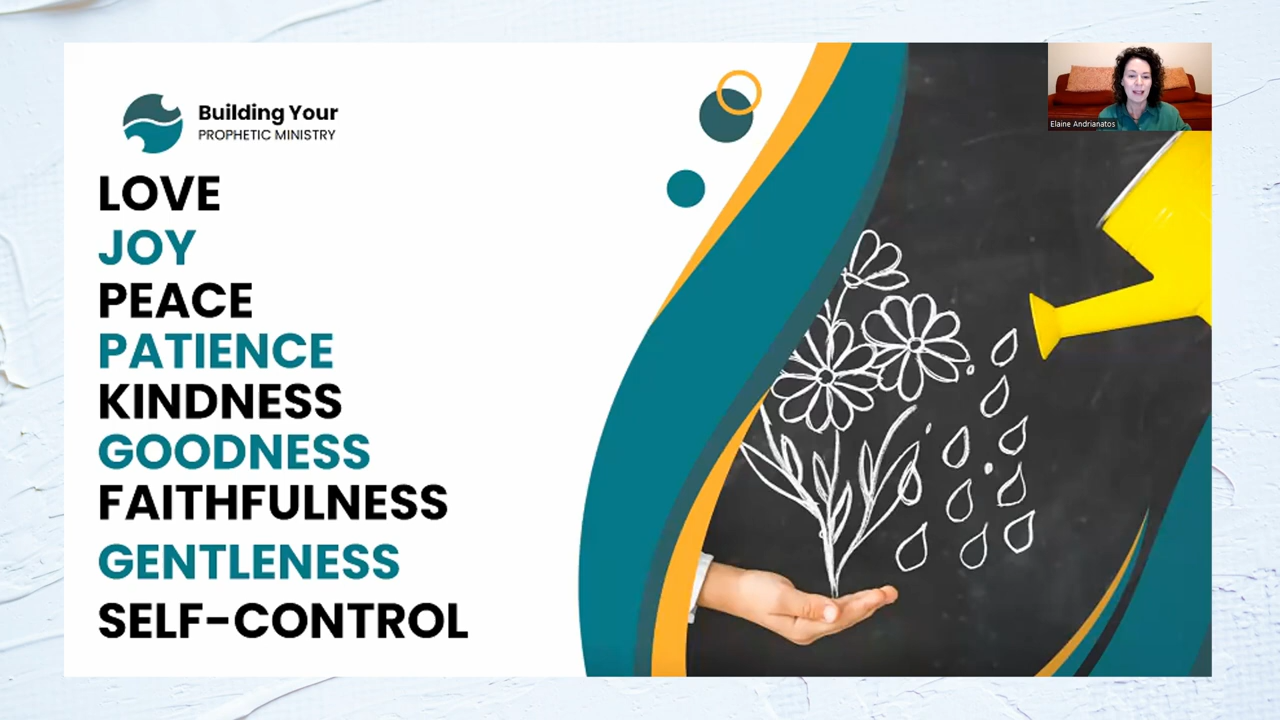 Building Your
PROPHETIC MINISTRY
LOVE
JOY
PEACE
PATIENCE
KINDNESS
GOODNESS
FAITHFULNESS
GENTLENESS
SELF-CONTROL
Elaine Andrianatos